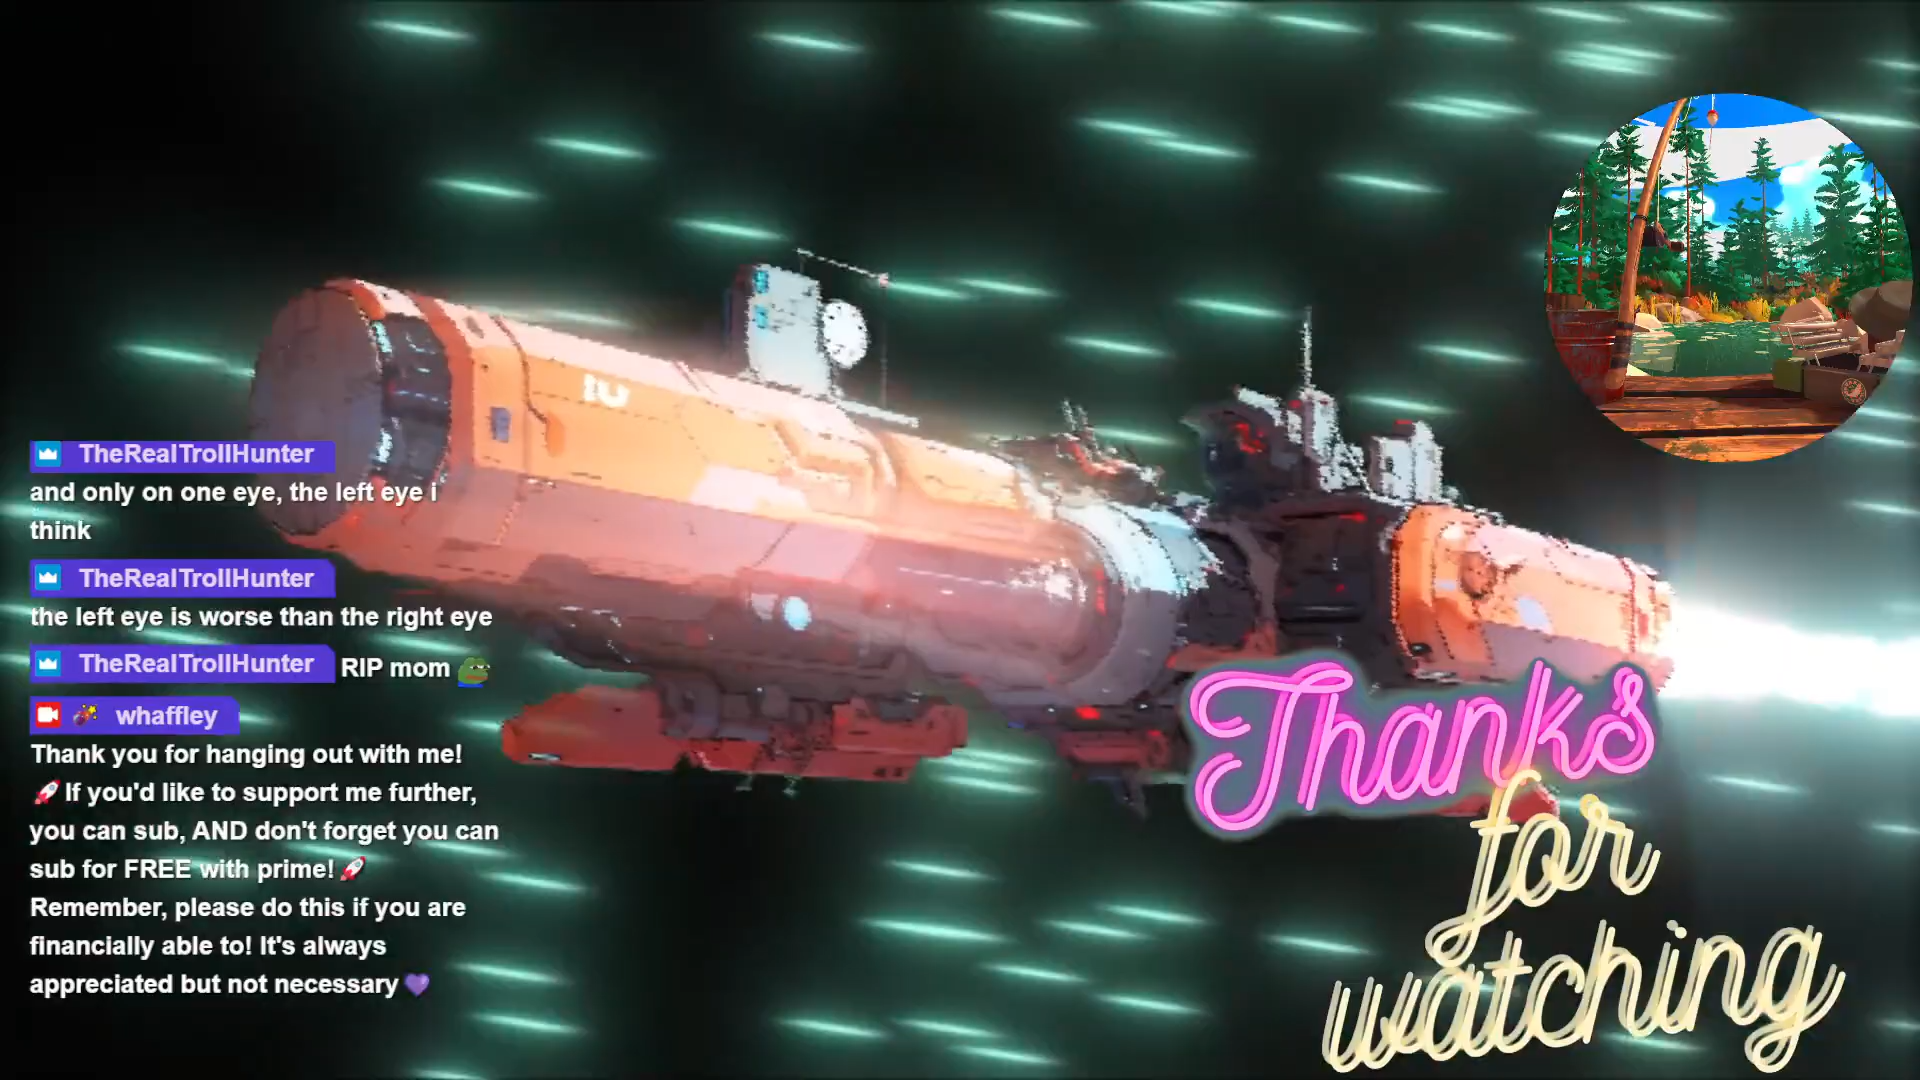 TheRealTrollHunter
and only on one eye, the left eye i
think
TheRealTrollHunter
the left eye is worse than the right eye
TheRealTrollHunter RIP mom
whaffley
Thank you for hanging out with me!
If you'd like to support me further,
you can sub, AND don't forget you can
sub for FREE with prime!
Remember, please do this if you are
financially able to! It's always
appreciated but not necessary
Thanks
for
watching